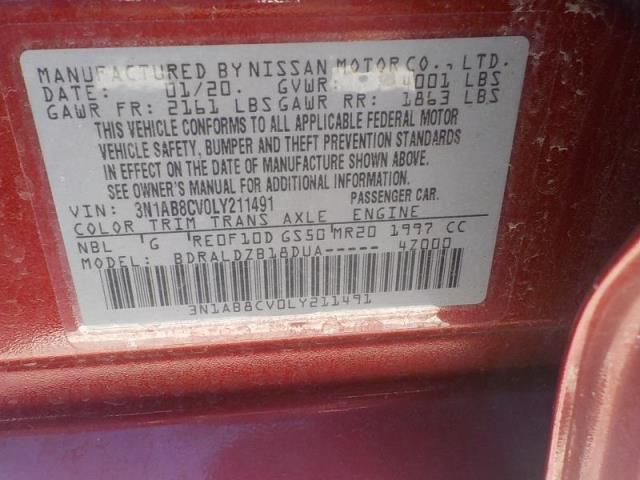 MANUFACTURED BY NISSAN MOTOR CO., LTD.
DATE: 01/20. GVWR: 001 LBS
GAWR FR: 2161 LBS GAWR RR: 1863 LBS
THIS VEHICLE CONFORMS TO ALL APPLICABLE FEDERAL MOTOR
VEHICLE SAFETY, BUMPER AND THEFT PREVENTION STANDARDS
IN EFFECT ON THE DATE OF MANUFACTURE SHOWN ABOVE.
SEE OWNER'S MANUAL FOR ADDITIONAL INFORMATION.
VIN: 3N1AB8CV0LY211491 PASSENGER CAR.
COLOR TRIM TRANS AXLE ENGINE
NBL G RE0F10D GS50 MR20 1997 CC
MODEL: BDRALDZB18DUA----- 4Z000
3N1AB8CV0LY211491